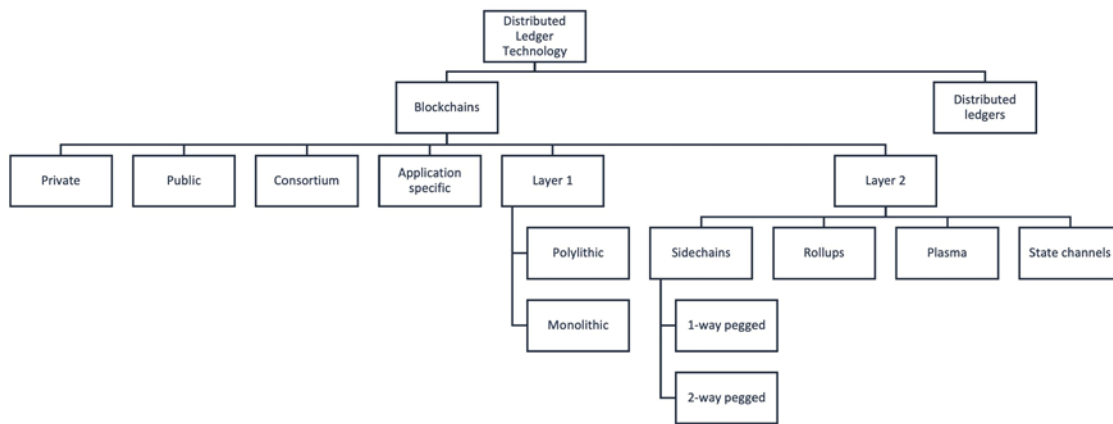 Distributed
Ledger
Technology
Blockchains
Distributed
ledgers
Private
Public
Consortium
Application
specific
Layer 1
Layer 2
Polylithic
Sidechains
Rollups
Plasma
State channels
Monolithic
1-way pegged
2-way pegged